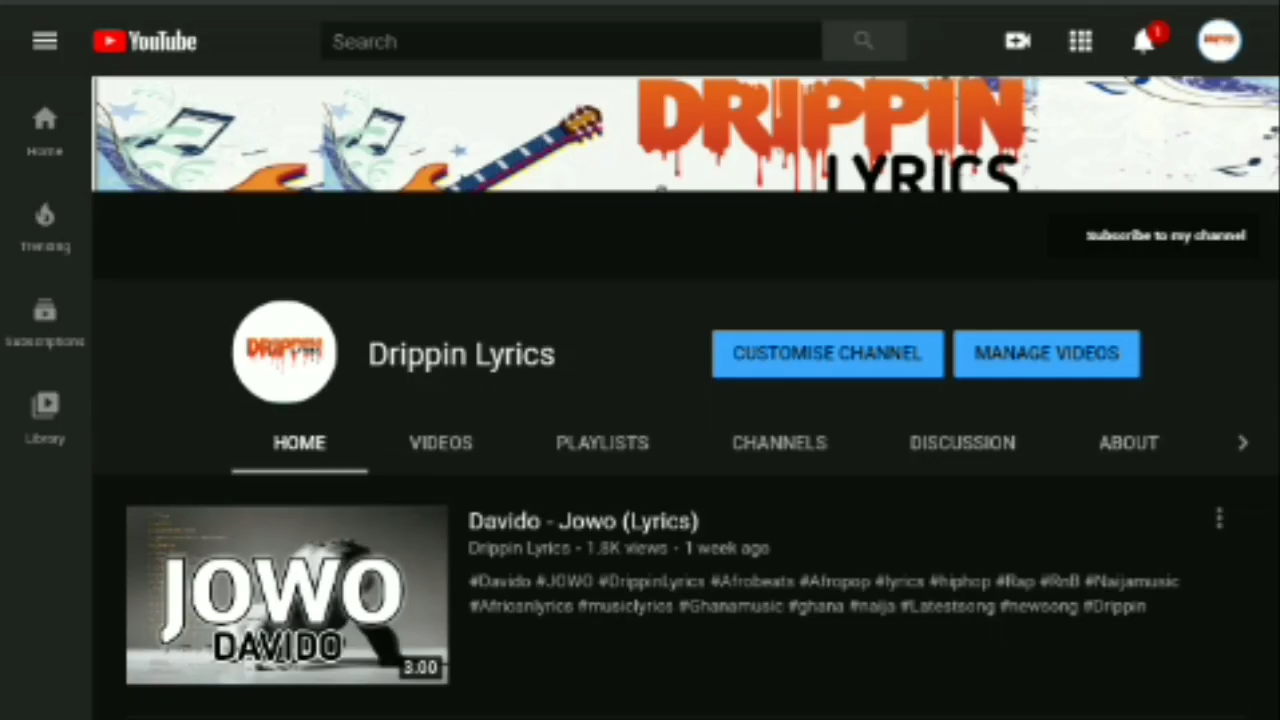 YouTube
Search
1
DRIPPIN
LYRICS
Home
Trending
Subscriptions
Library
Subscribe to my channel
DRIPPIN
Drippin Lyrics
CUSTOMISE CHANNEL
MANAGE VIDEOS
HOME
VIDEOS
PLAYLISTS
CHANNELS
DISCUSSION
ABOUT
JOWO
DAVIDO
3:00
Davido - Jowo (Lyrics)
Drippin Lyrics • 1.8K views • 1 week ago
#Davido #JOWO #DrippinLyrics #Afrobeats #Afropop #lyrics #hiphop #Rap #RnB #Naijamusic
#Africanlyrics #musiclyrics #Ghanamusic #ghana #naija #Latestsong #newsong #Drippin